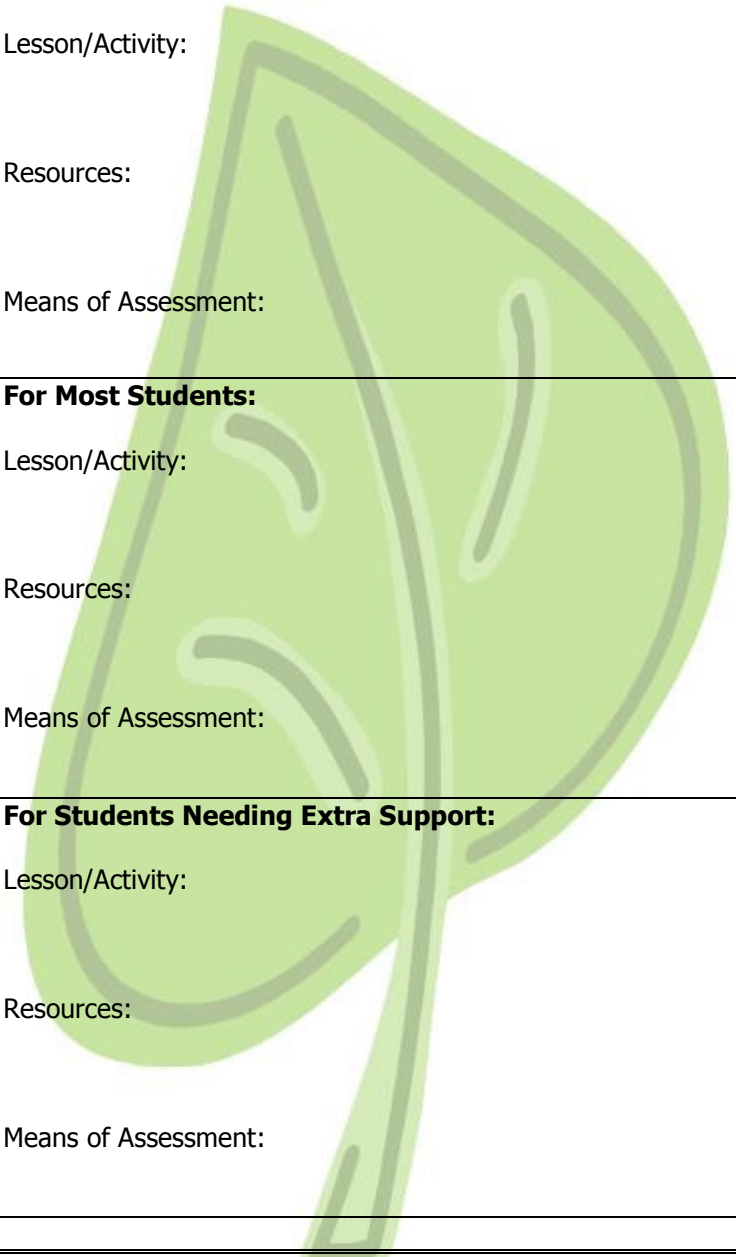 Lesson/Activity:
Resources:
Means of Assessment:
For Most Students:
Lesson/Activity:
Resources:
Means of Assessment:
For Students Needing Extra Support:
Lesson/Activity:
Resources:
Means of Assessment: